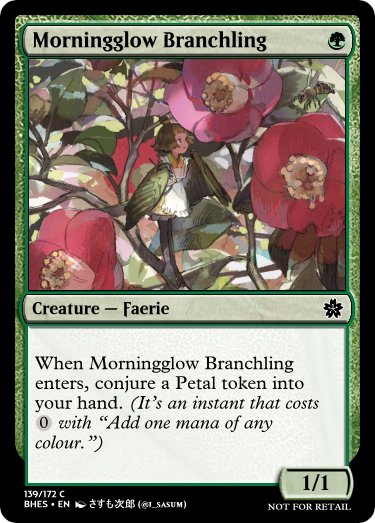 Morningglow Branchling
Creature — Faerie
When Morningglow Branchling
enters, conjure a Petal token into
your hand. (It's an instant that costs
0 with “Add one mana of any
colour.”)
1/1
139/172 C
BHES • EN さすも次郎 (@J_SASUM)
NOT FOR RETAIL